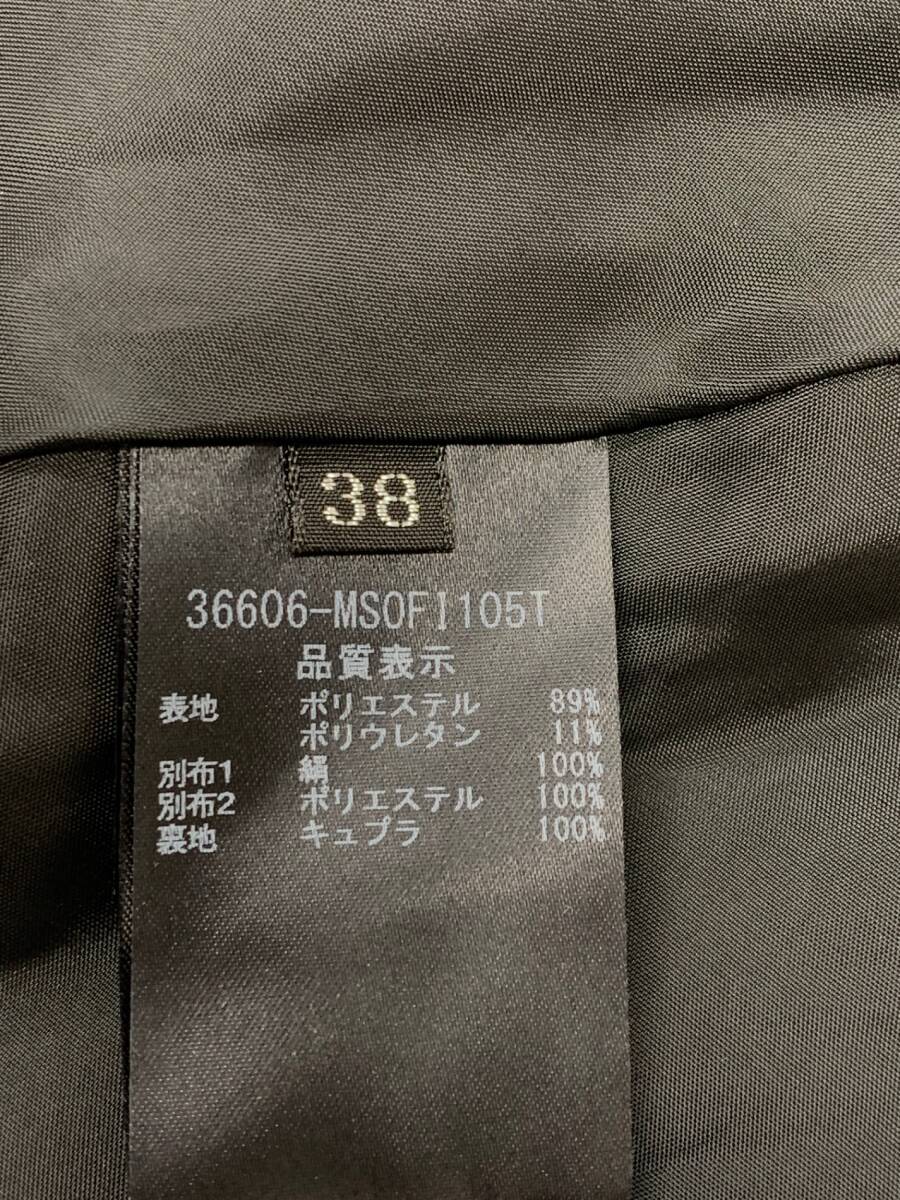 38
36606-MSOFI105T
品質表示
表地 ポリエステル 89%
ポリウレタン 11%
別布1 絹 100%
別布2 ポリエステル 100%
裏地 キュプラ 100%